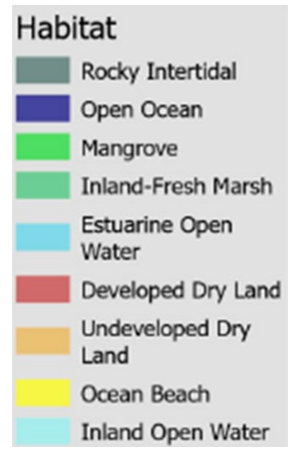 Habitat
Rocky Intertidal
Open Ocean
Mangrove
Inland-Fresh Marsh
Estuarine Open
Water
Developed Dry Land
Undeveloped Dry
Land
Ocean Beach
Inland Open Water